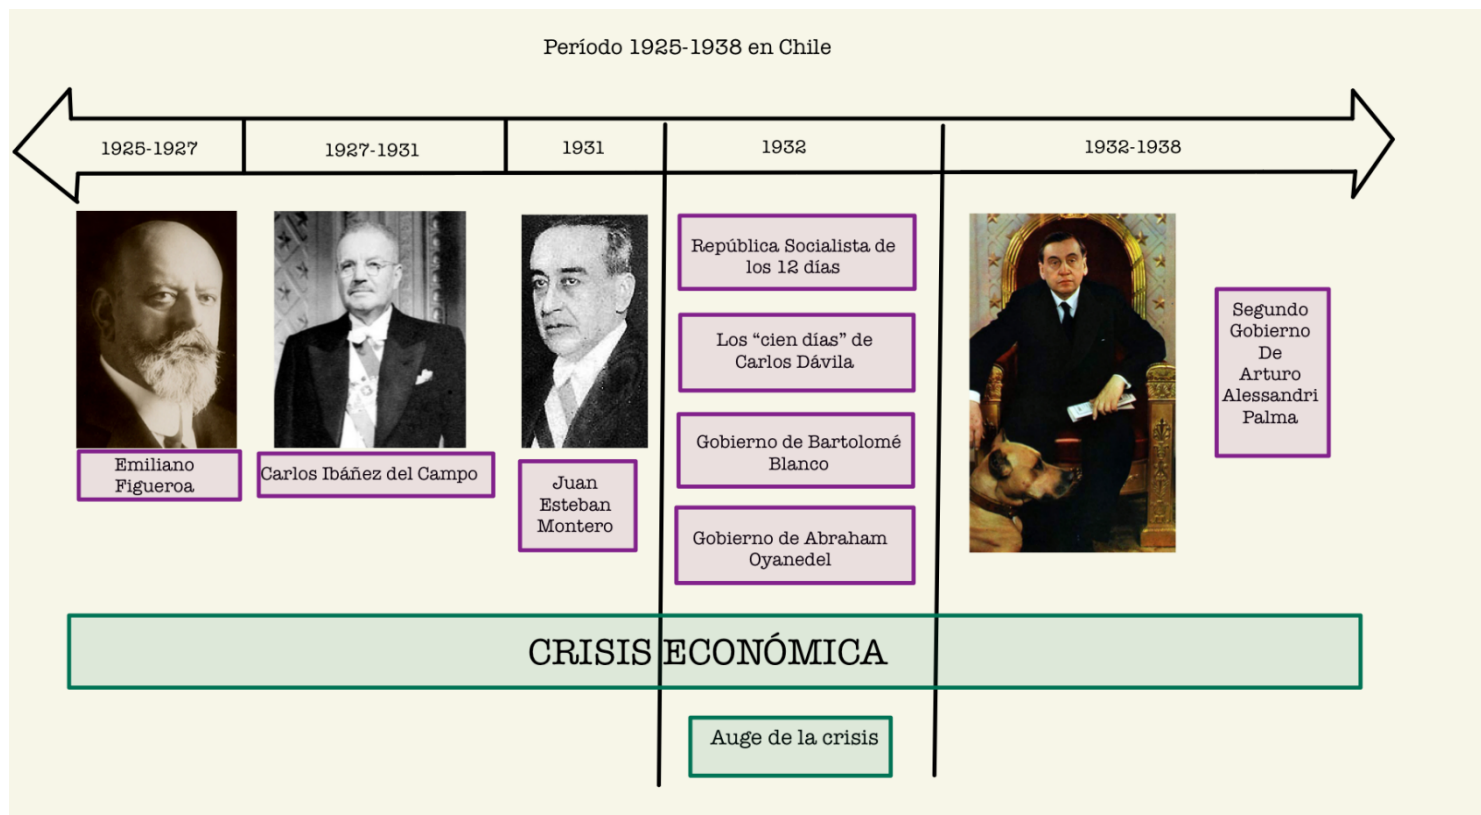 Período 1925-1938 en Chile
1925-1927
1927-1931
1931
1932
1932-1938
Emiliano
Figueroa
Carlos Ibáñez del Campo
Juan
Esteban
Montero
República Socialista de
los 12 días
Los “cien días” de
Carlos Dávila
Gobierno de Bartolomé
Blanco
Gobierno de Abraham
Oyanedel
Segundo
Gobierno
De
Arturo
Alessandri
Palma
CRISIS ECONÓMICA
Auge de la crisis